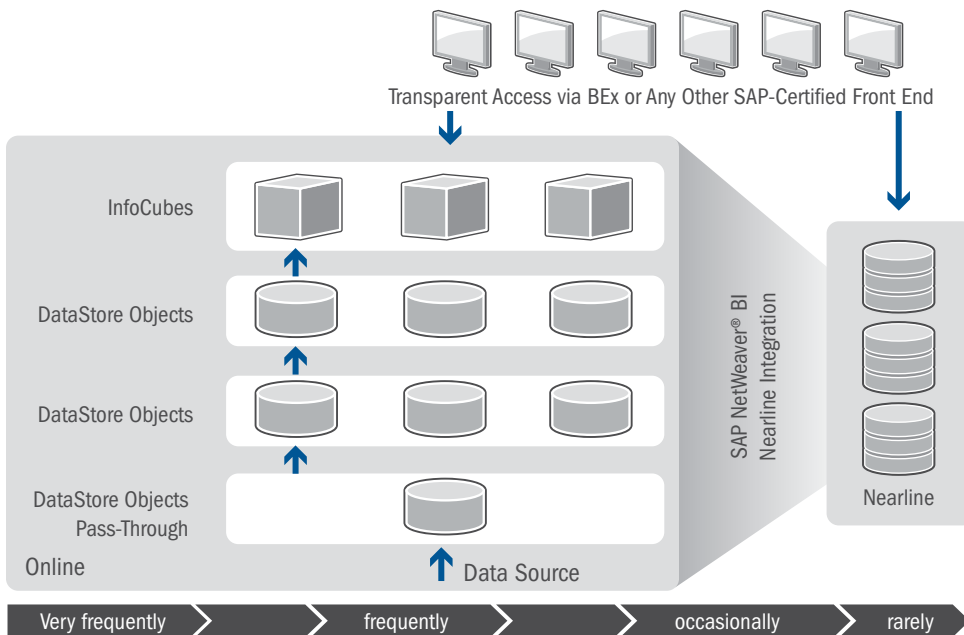 Transparent Access via BEx or Any Other SAP-Certified Front End
InfoCubes
DataStore Objects
DataStore Objects
DataStore Objects
Pass-Through
Online
Data Source
SAP NetWeaver® BI
Nearline Integration
Nearline
Very frequently
frequently
occasionally
rarely